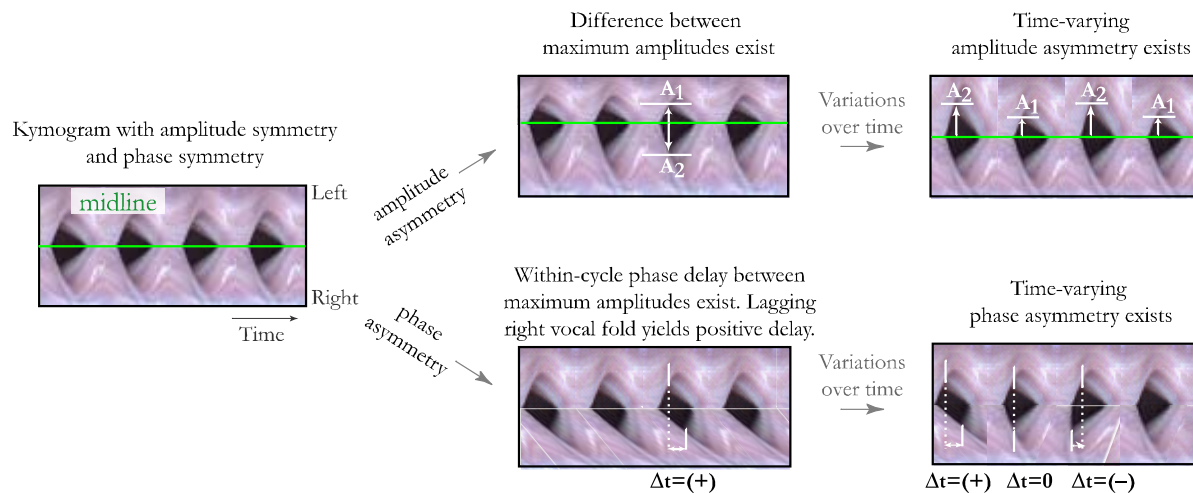 Kymogram with amplitude symmetry
and phase symmetry
midline
Left
Right
Time
amplitude
asymmetry
phase
asymmetry
Difference between
maximum amplitudes exist
A1
A2
Variations
over time
Time-varying
amplitude asymmetry exists
A2
A1
A2
A1
Within-cycle phase delay between
maximum amplitudes exist. Lagging
right vocal fold yields positive delay.
Δt=(+)
Variations
over time
Time-varying
phase asymmetry exists
Δt=(+) Δt=0 Δt=(–)